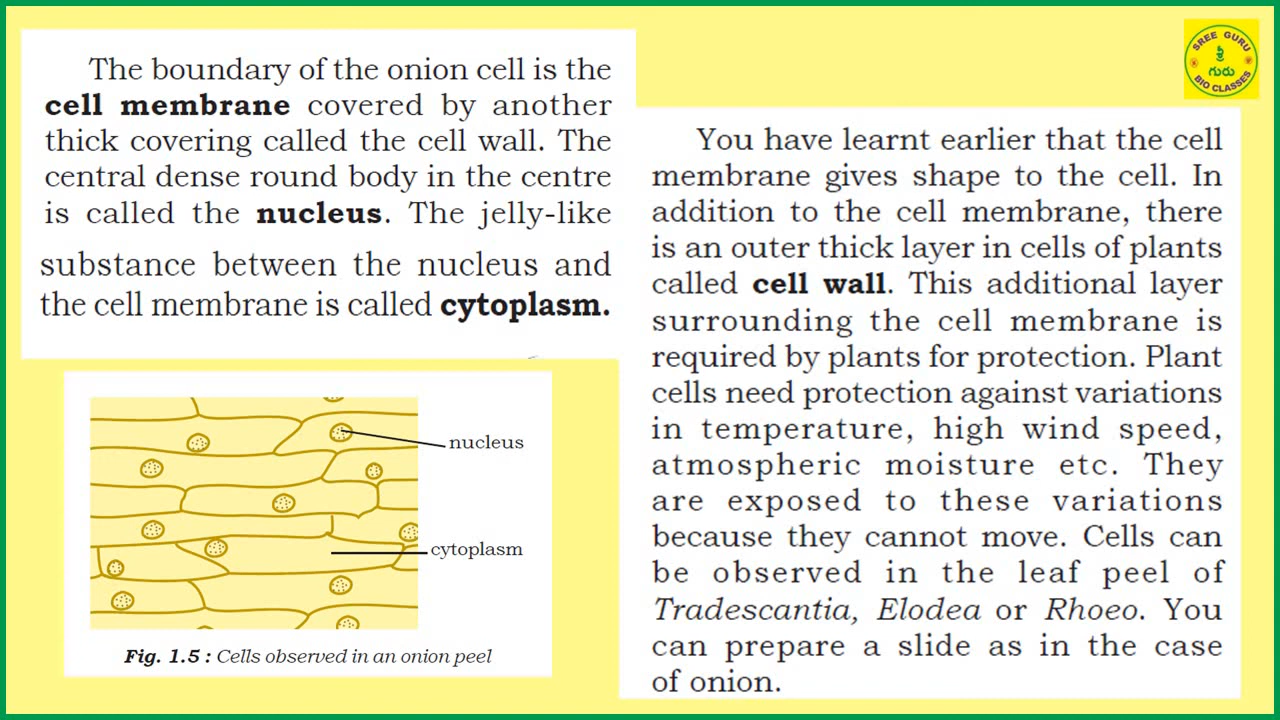 The boundary of the onion cell is the
cell membrane covered by another
thick covering called the cell wall. The
central dense round body in the centre
is called the nucleus. The jelly-like
substance between the nucleus and
the cell membrane is called cytoplasm.
nucleus
cytoplasm
Fig. 1.5 : Cells observed in an onion peel
SREE GURU
శ్రీ
గురు
BIO CLASSES
You have learnt earlier that the cell
membrane gives shape to the cell. In
addition to the cell membrane, there
is an outer thick layer in cells of plants
called cell wall. This additional layer
surrounding the cell membrane is
required by plants for protection. Plant
cells need protection against variations
in temperature, high wind speed,
atmospheric moisture etc. They
are exposed to these variations
because they cannot move. Cells can
be observed in the leaf peel of
Tradescantia, Elodea or Rhoeo. You
can prepare a slide as in the case
of onion.